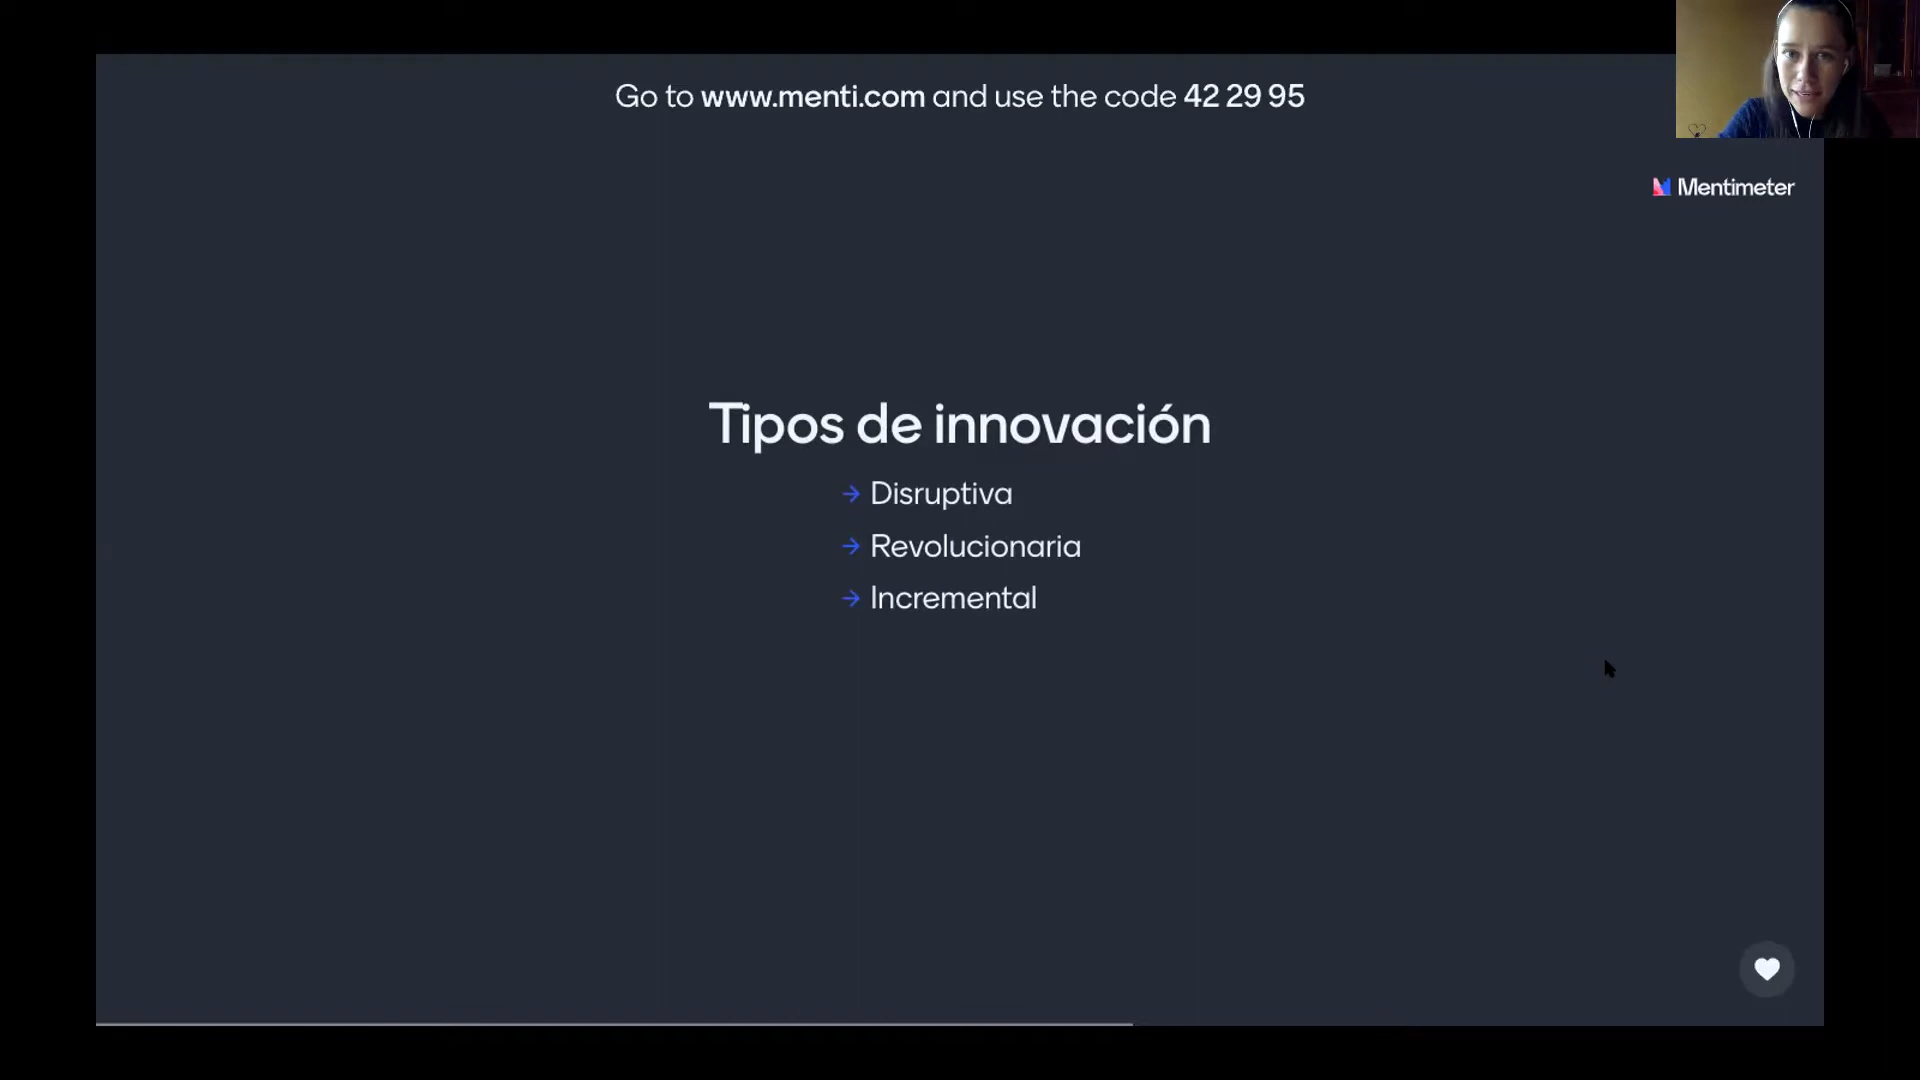 Go to www.menti.com and use the code 42 29 95
Mentimeter
Tipos de innovación
→ Disruptiva
→ Revolucionaria
→ Incremental